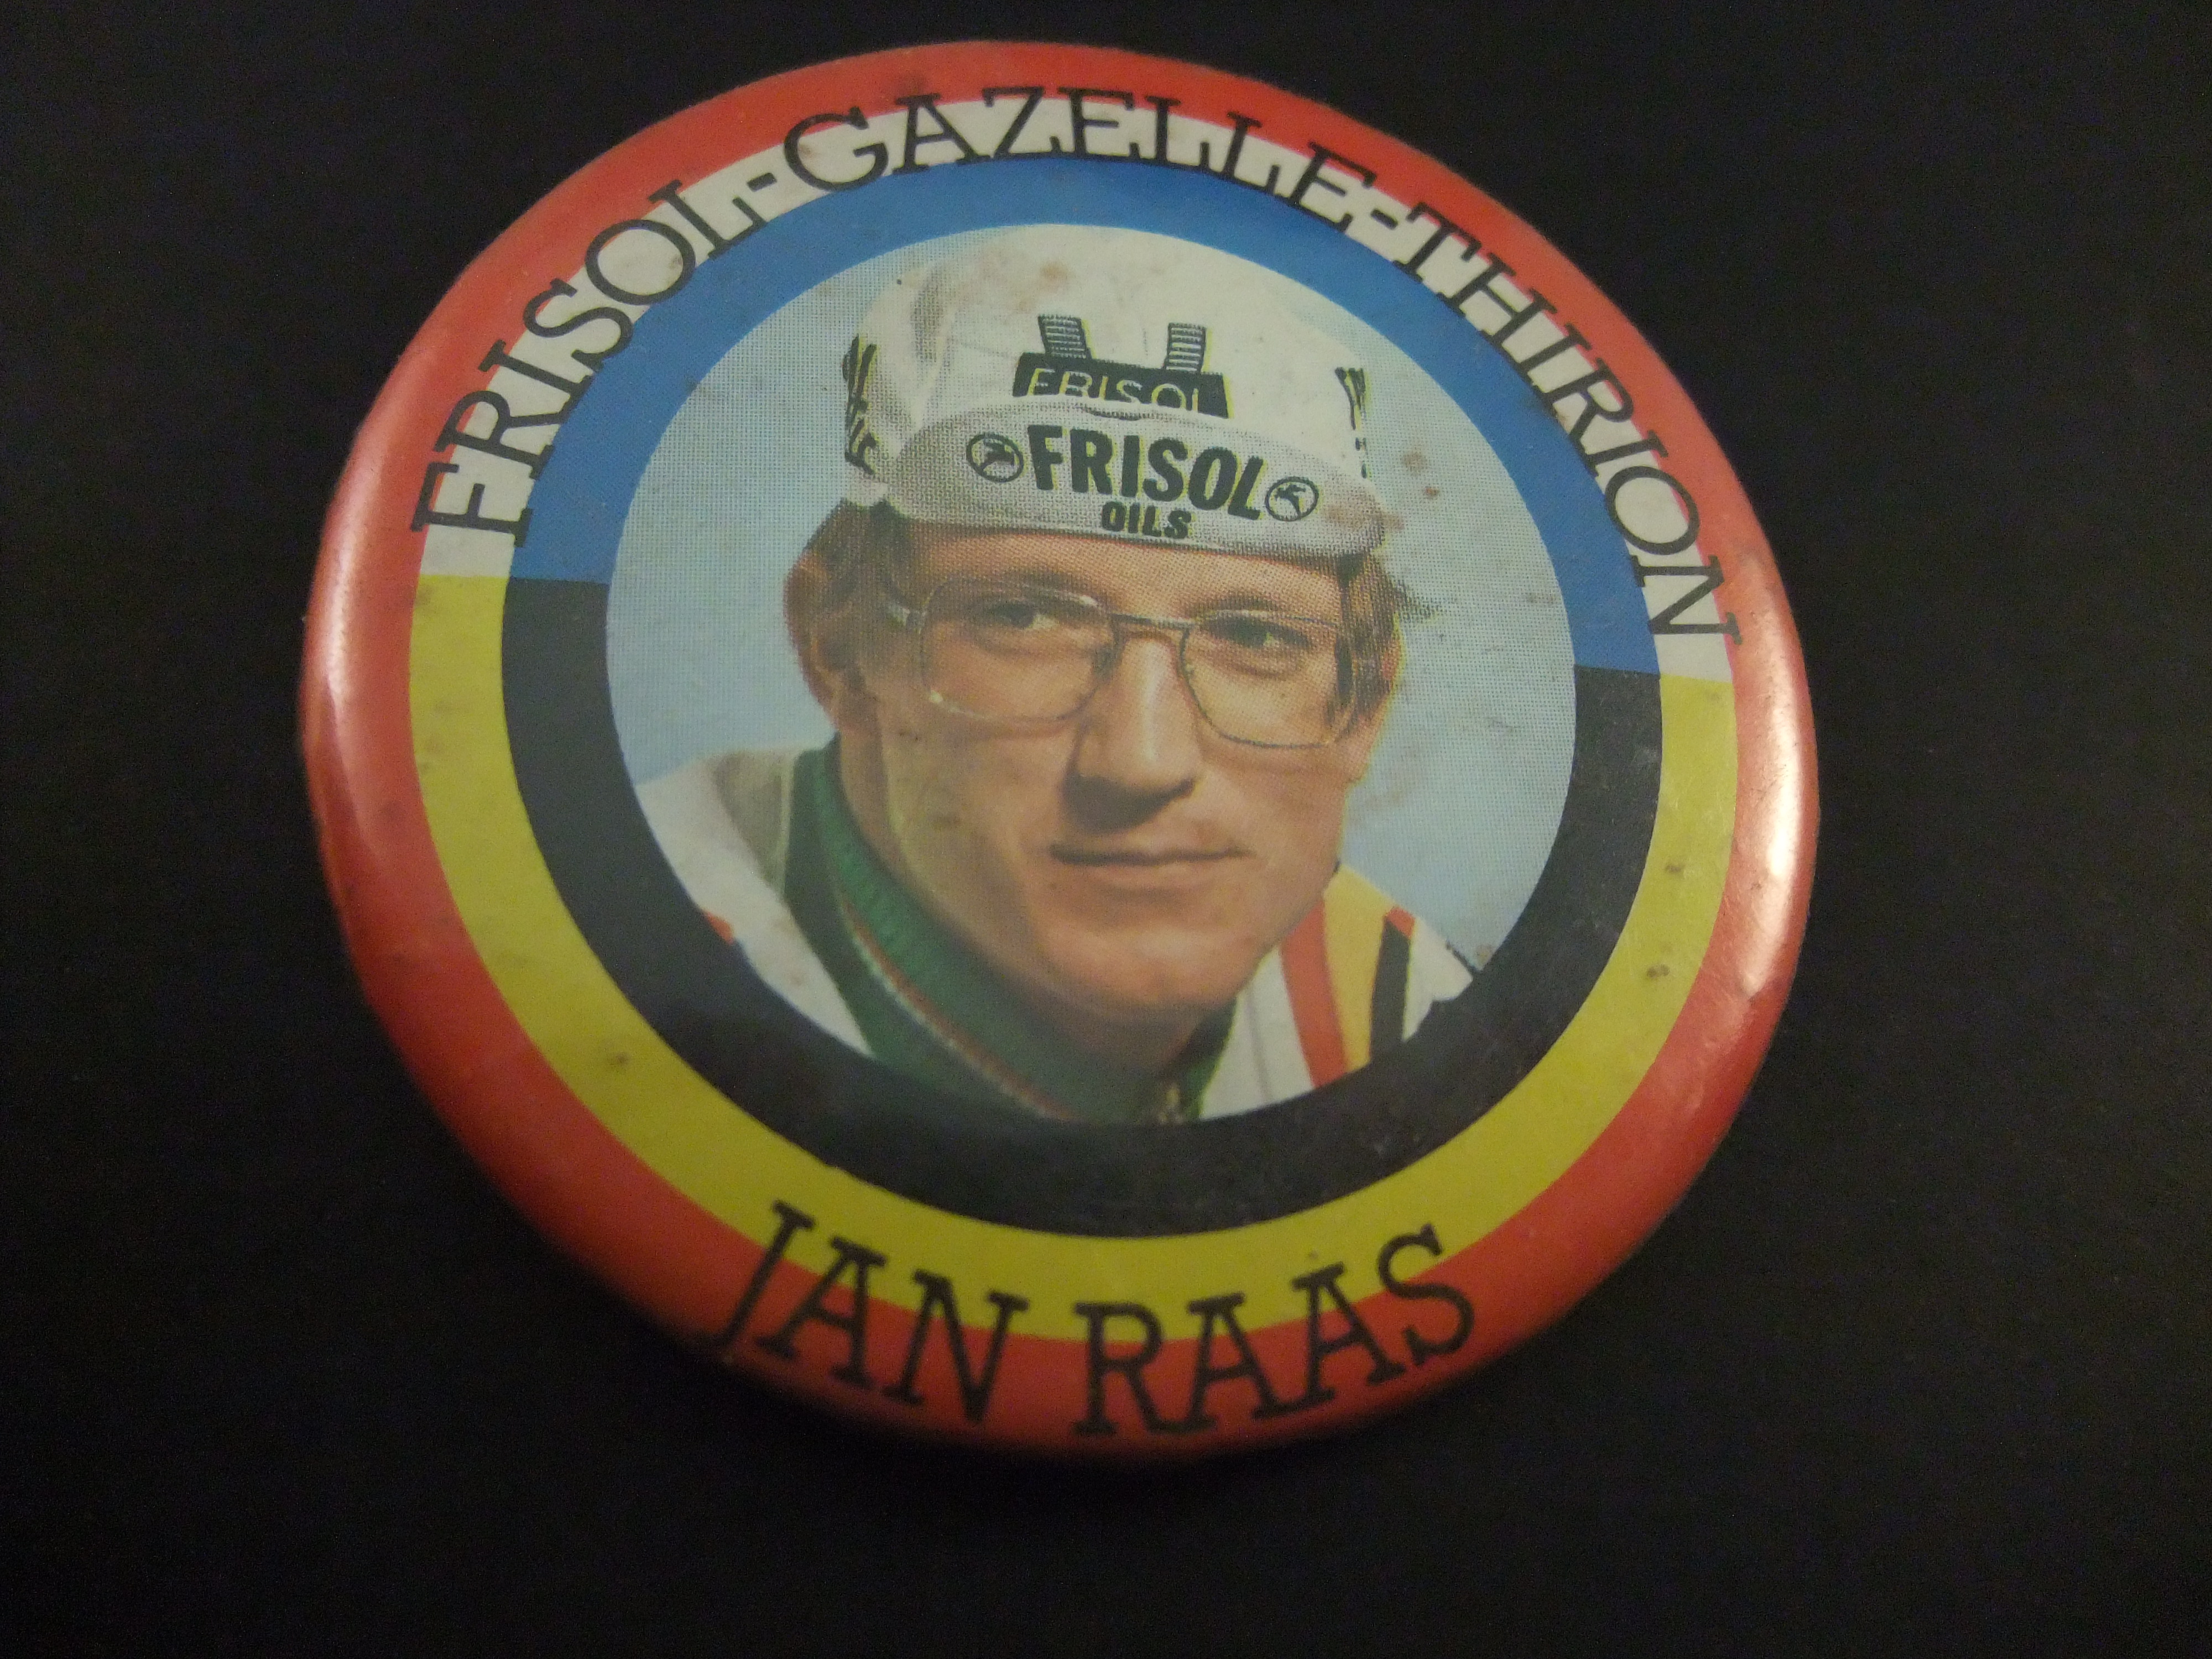 FRISOL-GAZELLE-THIRION
FRISOL
FRISOL
OILS
JAN RAAS